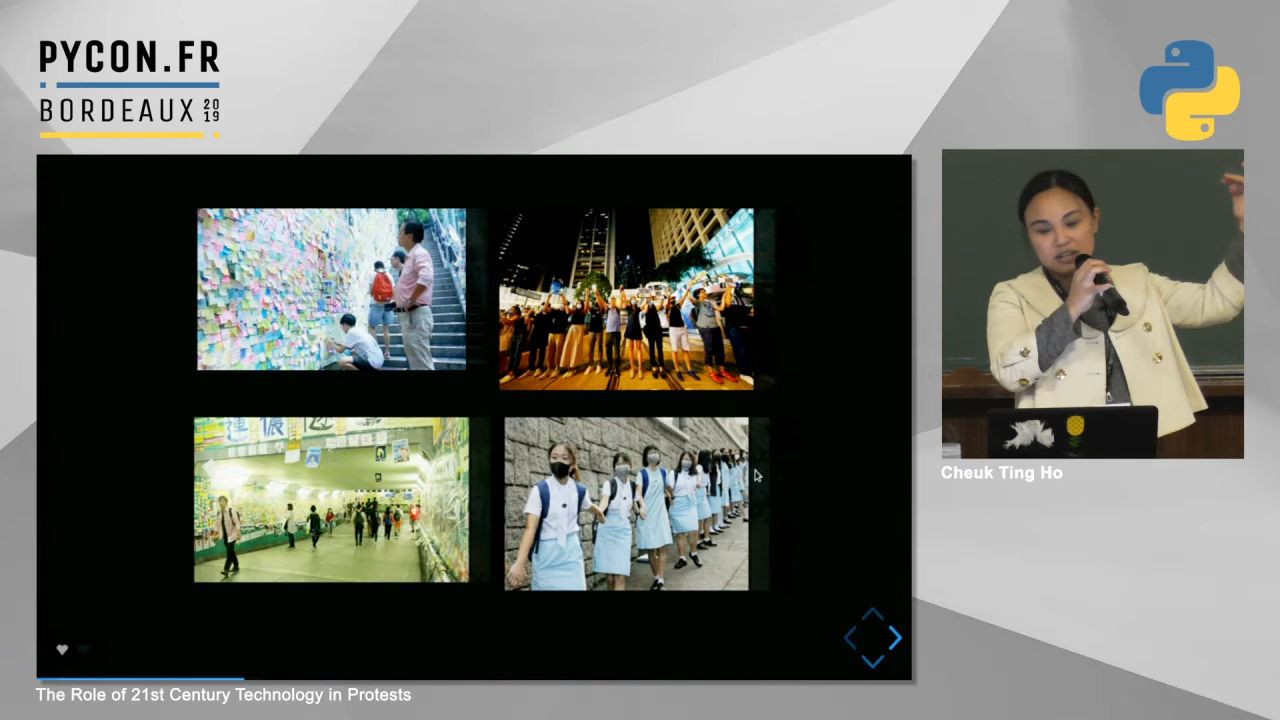 PYCON.FR
BORDEAUX 20
19
Cheuk Ting Ho
The Role of 21st Century Technology in Protests